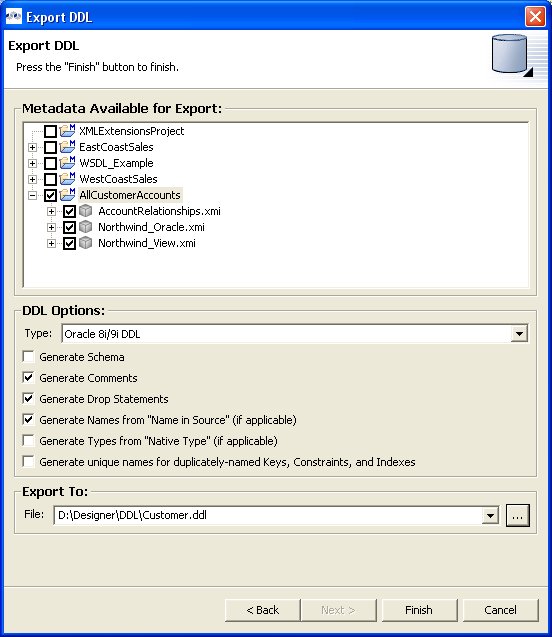 Export DDL
Export DDL
Press the "Finish" button to finish.
Metadata Available for Export:
XMLExtensionsProject
EastCoastSales
WSDL_Example
WestCoastSales
AllCustomerAccounts
AccountRelationships.xmi
Northwind_Oracle.xmi
Northwind_View.xmi
DDL Options:
Type: Oracle 8i/9i DDL
Generate Schema
Generate Comments
Generate Drop Statements
Generate Names from "Name in Source" (if applicable)
Generate Types from "Native Type" (if applicable)
Generate unique names for duplicately-named Keys, Constraints, and Indexes
Export To:
File: D:\Designer\DDL\Customer.ddl ...
< Back Next > Finish Cancel